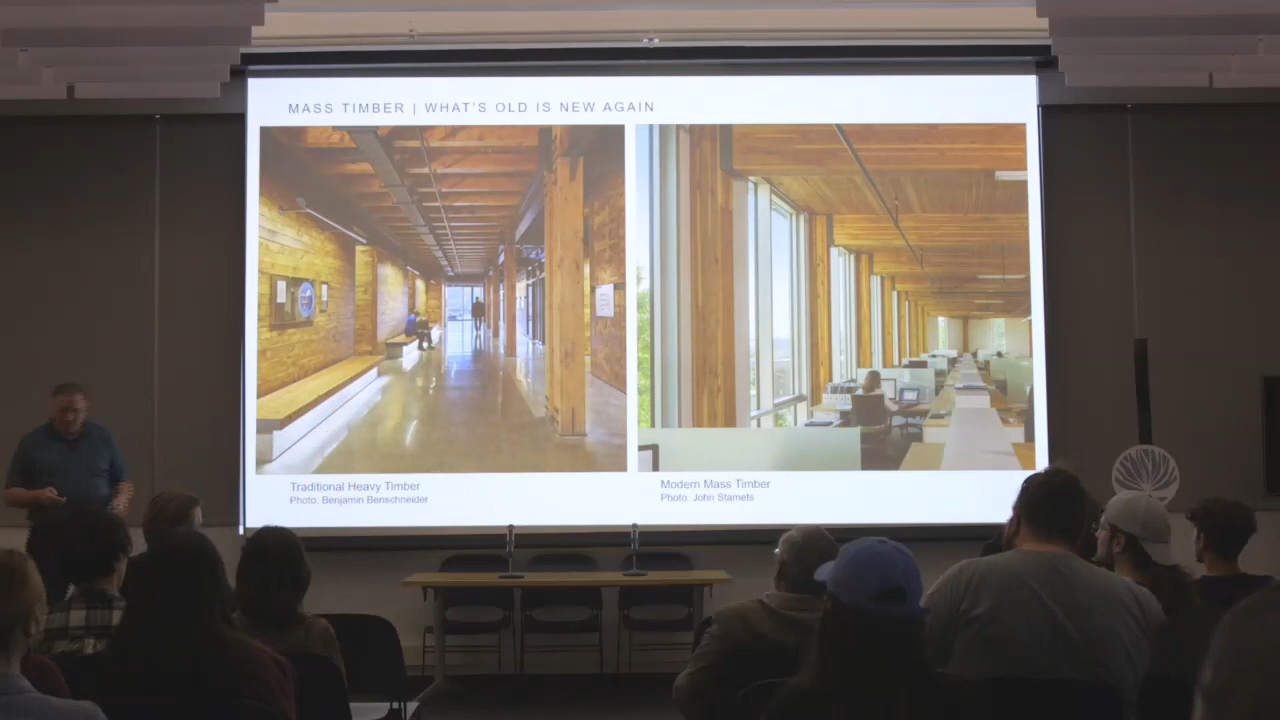 MASS TIMBER | WHAT'S OLD IS NEW AGAIN
Traditional Heavy Timber
Photo: Benjamin Benschneider
Modern Mass Timber
Photo: John Stamets